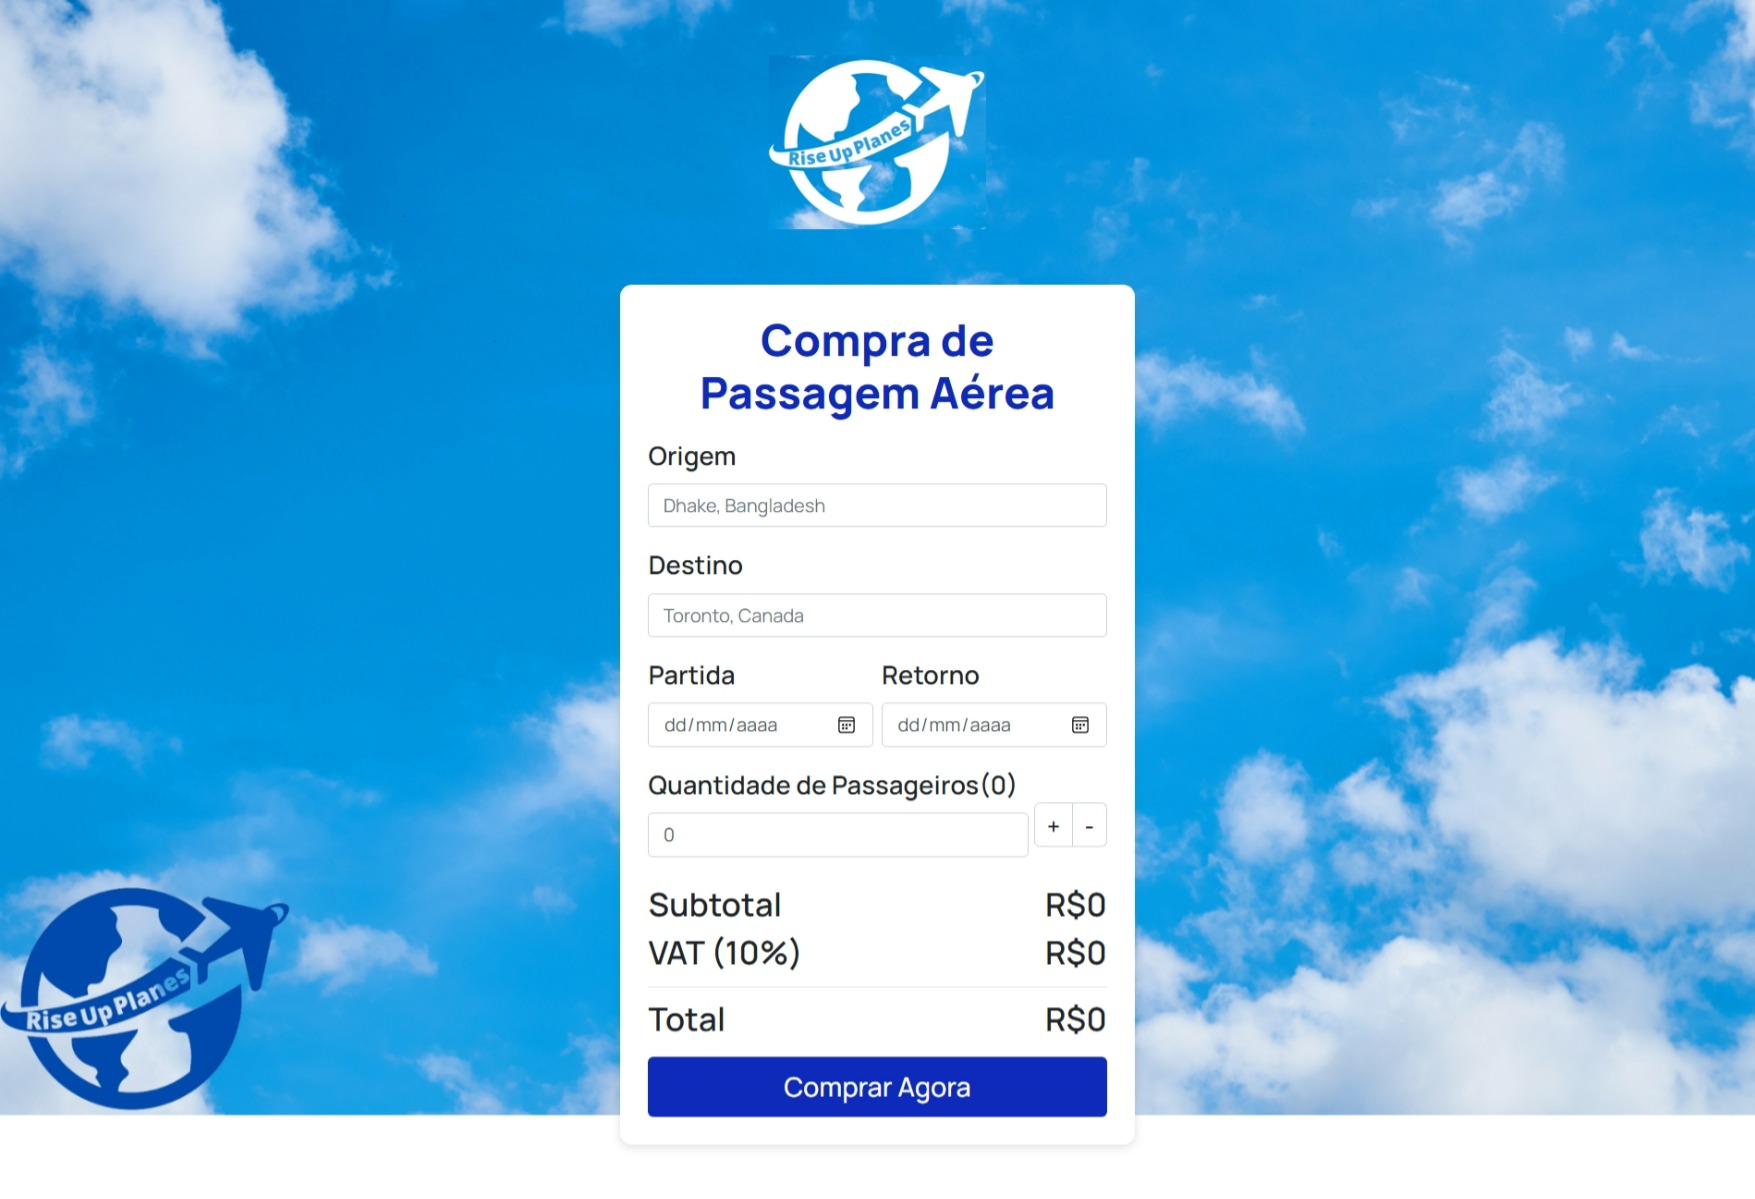 Rise Up Planes
Compra de
Passagem Aérea
Origem
Dhake, Bangladesh
Destino
Toronto, Canada
Partida Retorno
dd/mm/aaaa dd/mm/aaaa
Quantidade de Passageiros(0)
0 + -
Subtotal R$0
VAT (10%) R$0
Total R$0
Comprar Agora
Rise Up Planes